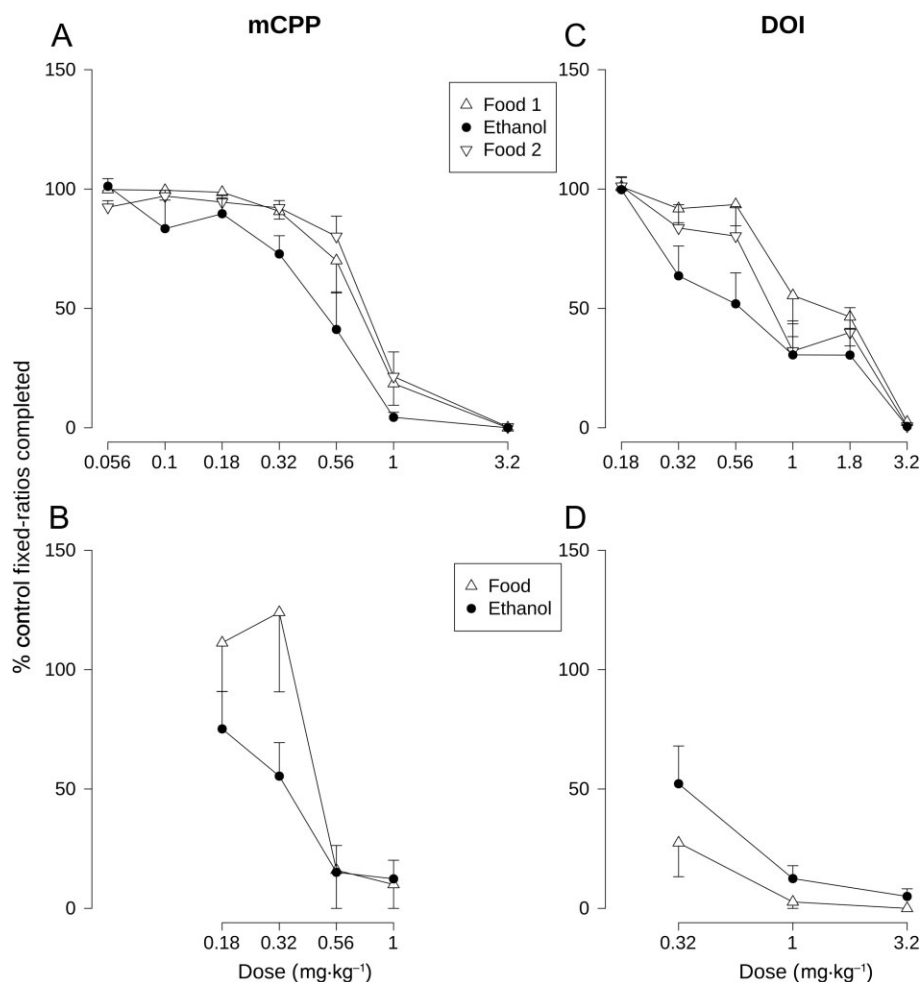 A
mCPP
C
DOI
150
100
50
0
0.056 0.1 0.18 0.32 0.56 1 3.2
Food 1
Ethanol
Food 2
150
100
50
0
0.18 0.32 0.56 1 1.8 3.2
% control fixed-ratios completed
B
150
100
50
0
0.18 0.32 0.56 1
Dose (mg·kg⁻¹)
Food
Ethanol
D
150
100
50
0
0.32 1 3.2
Dose (mg·kg⁻¹)